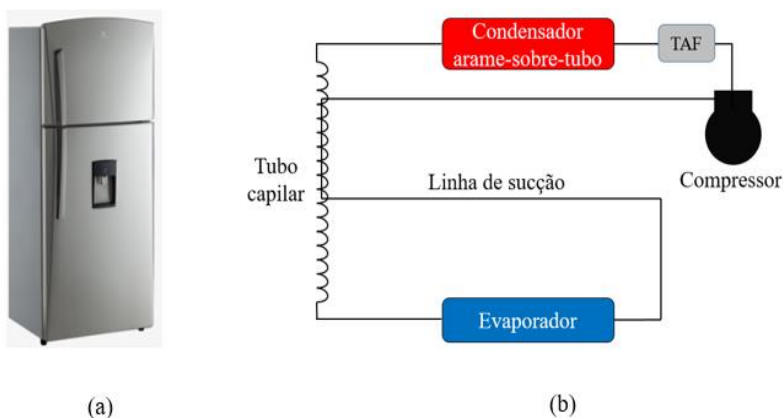 Condensador
arame-sobre-tubo
TAF
Tubo
capilar
Linha de sucção
Compressor
Evaporador
(a)
(b)